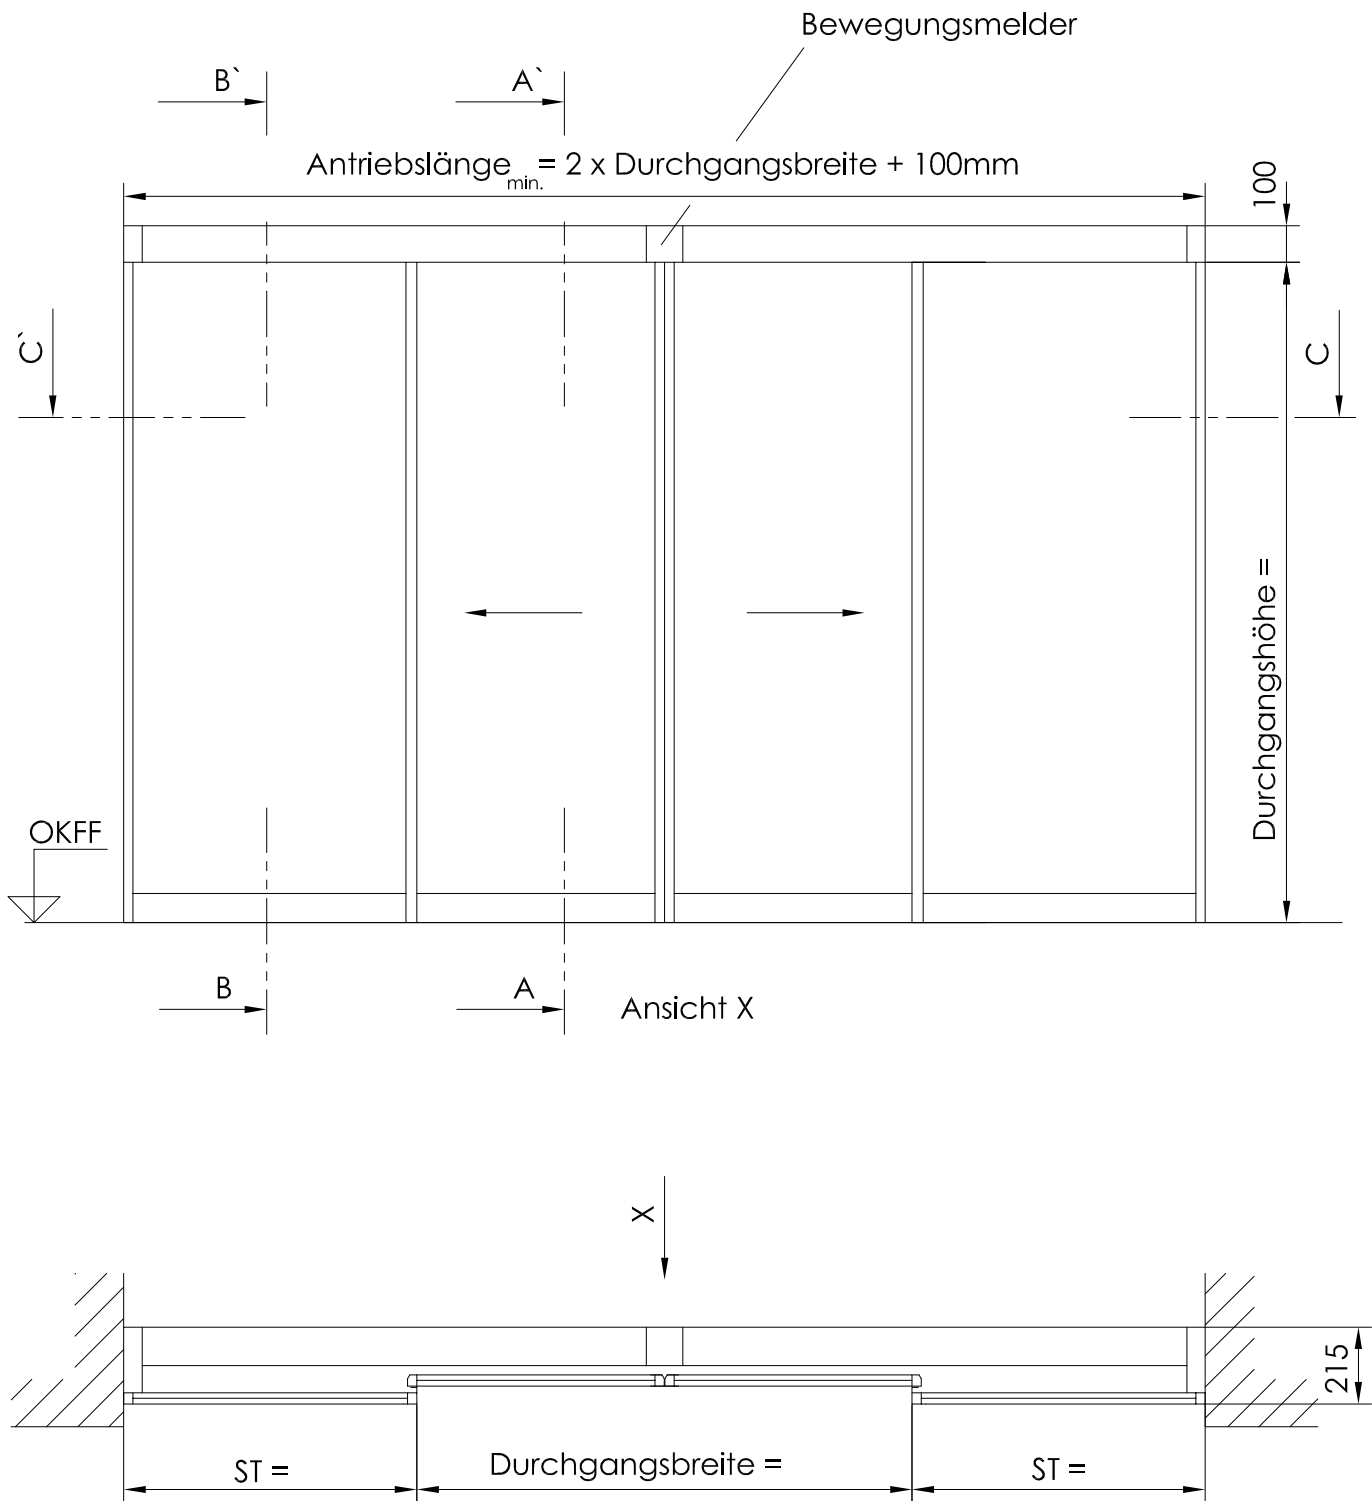 Bewegungsmelder
B`
A`
Antriebslänge min. = 2 x Durchgangsbreite + 100mm
100
C`
C
Durchgangshöhe =
OKFF
B
A
Ansicht X
X
215
ST =
Durchgangsbreite =
ST =